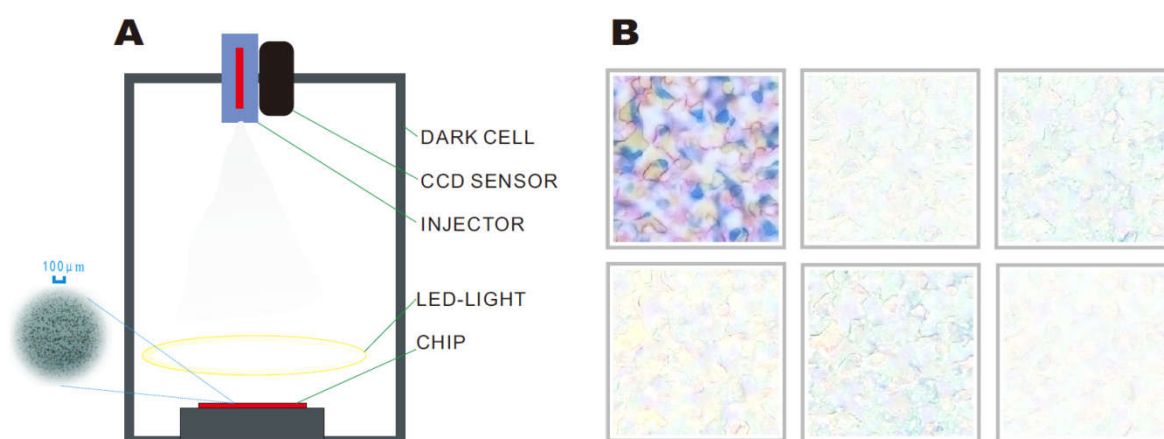 A
B
DARK CELL
CCD SENSOR
INJECTOR
100μm
LED-LIGHT
CHIP